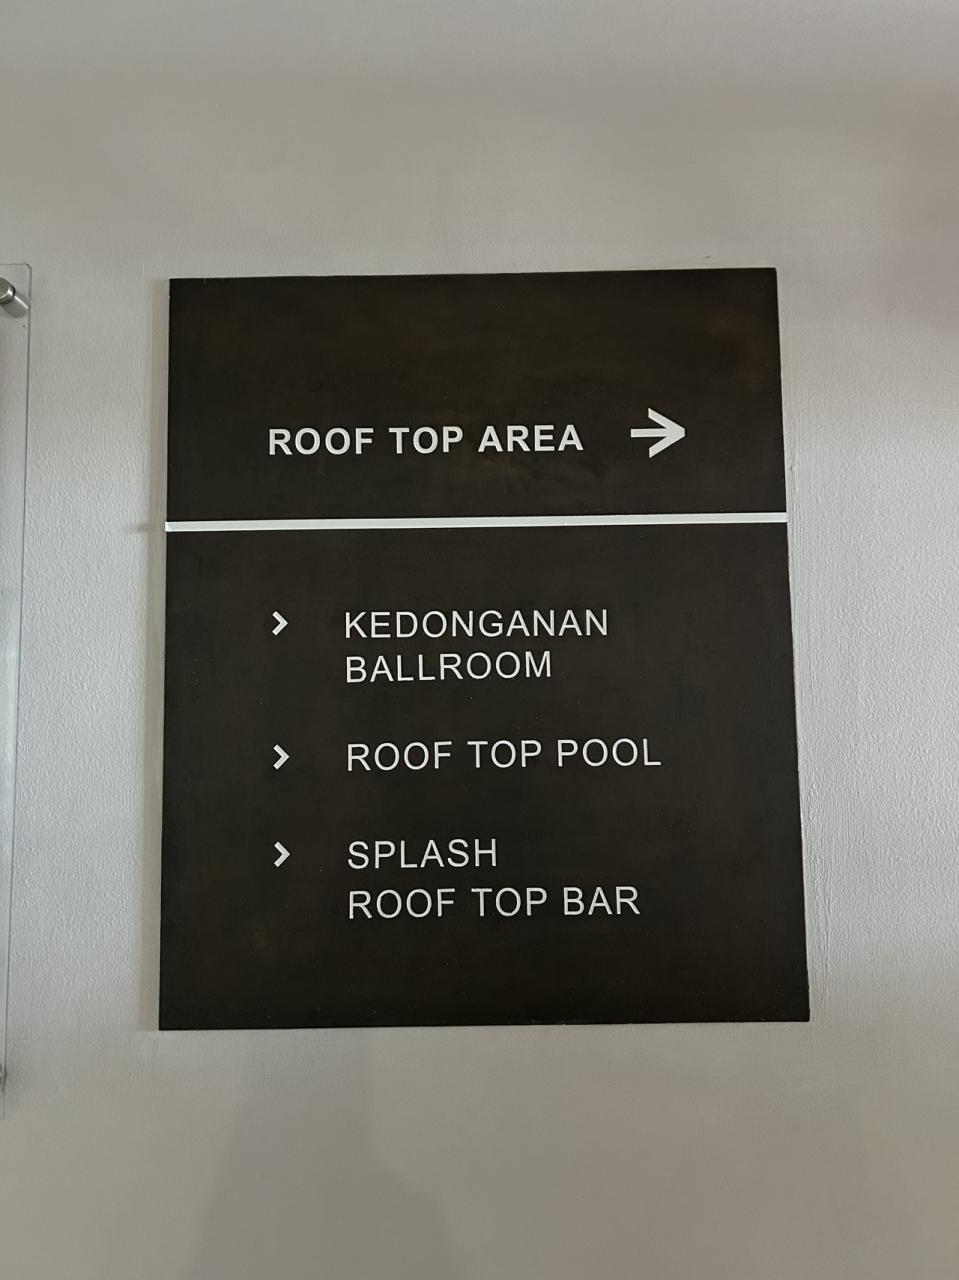 ROOF TOP AREA →
> KEDONGANAN
BALLROOM
> ROOF TOP POOL
> SPLASH
ROOF TOP BAR